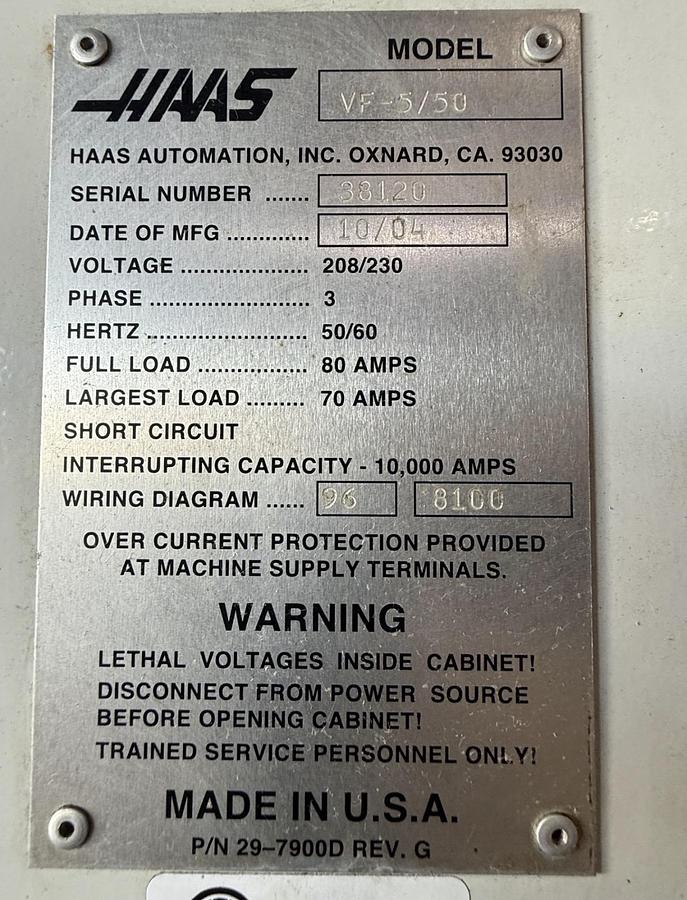 MODEL
HAAS VF-5/50
HAAS AUTOMATION, INC. OXNARD, CA. 93030
SERIAL NUMBER ....... 38120
DATE OF MFG ............. 10/04
VOLTAGE .................... 208/230
PHASE ......................... 3
HERTZ ......................... 50/60
FULL LOAD ................. 80 AMPS
LARGEST LOAD ......... 70 AMPS
SHORT CIRCUIT
INTERRUPTING CAPACITY - 10,000 AMPS
WIRING DIAGRAM ...... 96 8100
OVER CURRENT PROTECTION PROVIDED
AT MACHINE SUPPLY TERMINALS.
WARNING
LETHAL VOLTAGES INSIDE CABINET!
DISCONNECT FROM POWER SOURCE
BEFORE OPENING CABINET!
TRAINED SERVICE PERSONNEL ONLY!
MADE IN U.S.A.
P/N 29-7900D REV. G